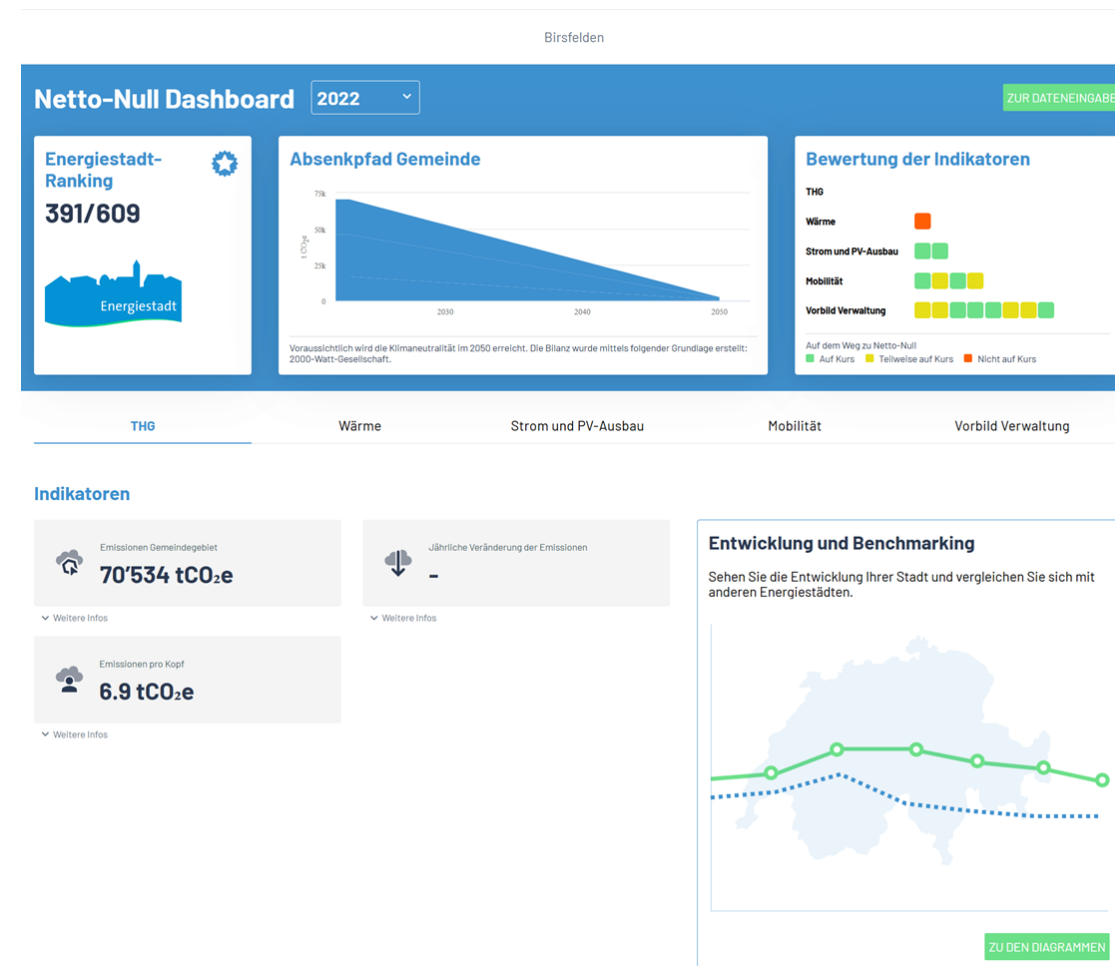 Birsfelden
Netto-Null Dashboard
2022
ZUR DATENEINGABE
Energiestadt-
Ranking
391/609
Energiestadt
Absenkpfad Gemeinde
75k
50k
25k
0
t CO₂e
2030
2040
2050
Voraussichtlich wird die Klimaneutralität im 2050 erreicht. Die Bilanz wurde mittels folgender Grundlage erstellt:
2000-Watt-Gesellschaft.
Bewertung der Indikatoren
THG
Wärme
Strom und PV-Ausbau
Mobilität
Vorbild Verwaltung
Auf dem Weg zu Netto-Null
Auf Kurs Teilweise auf Kurs Nicht auf Kurs
THG Wärme Strom und PV-Ausbau Mobilität Vorbild Verwaltung
Indikatoren
Emissionen Gemeindegebiet
70’534 tCO₂e
Weitere Infos
Jährliche Veränderung der Emissionen
–
Weitere Infos
Emissionen pro Kopf
6.9 tCO₂e
Weitere Infos
Entwicklung und Benchmarking
Sehen Sie die Entwicklung Ihrer Stadt und vergleichen Sie sich mit
anderen Energiestädten.
ZU DEN DIAGRAMMEN